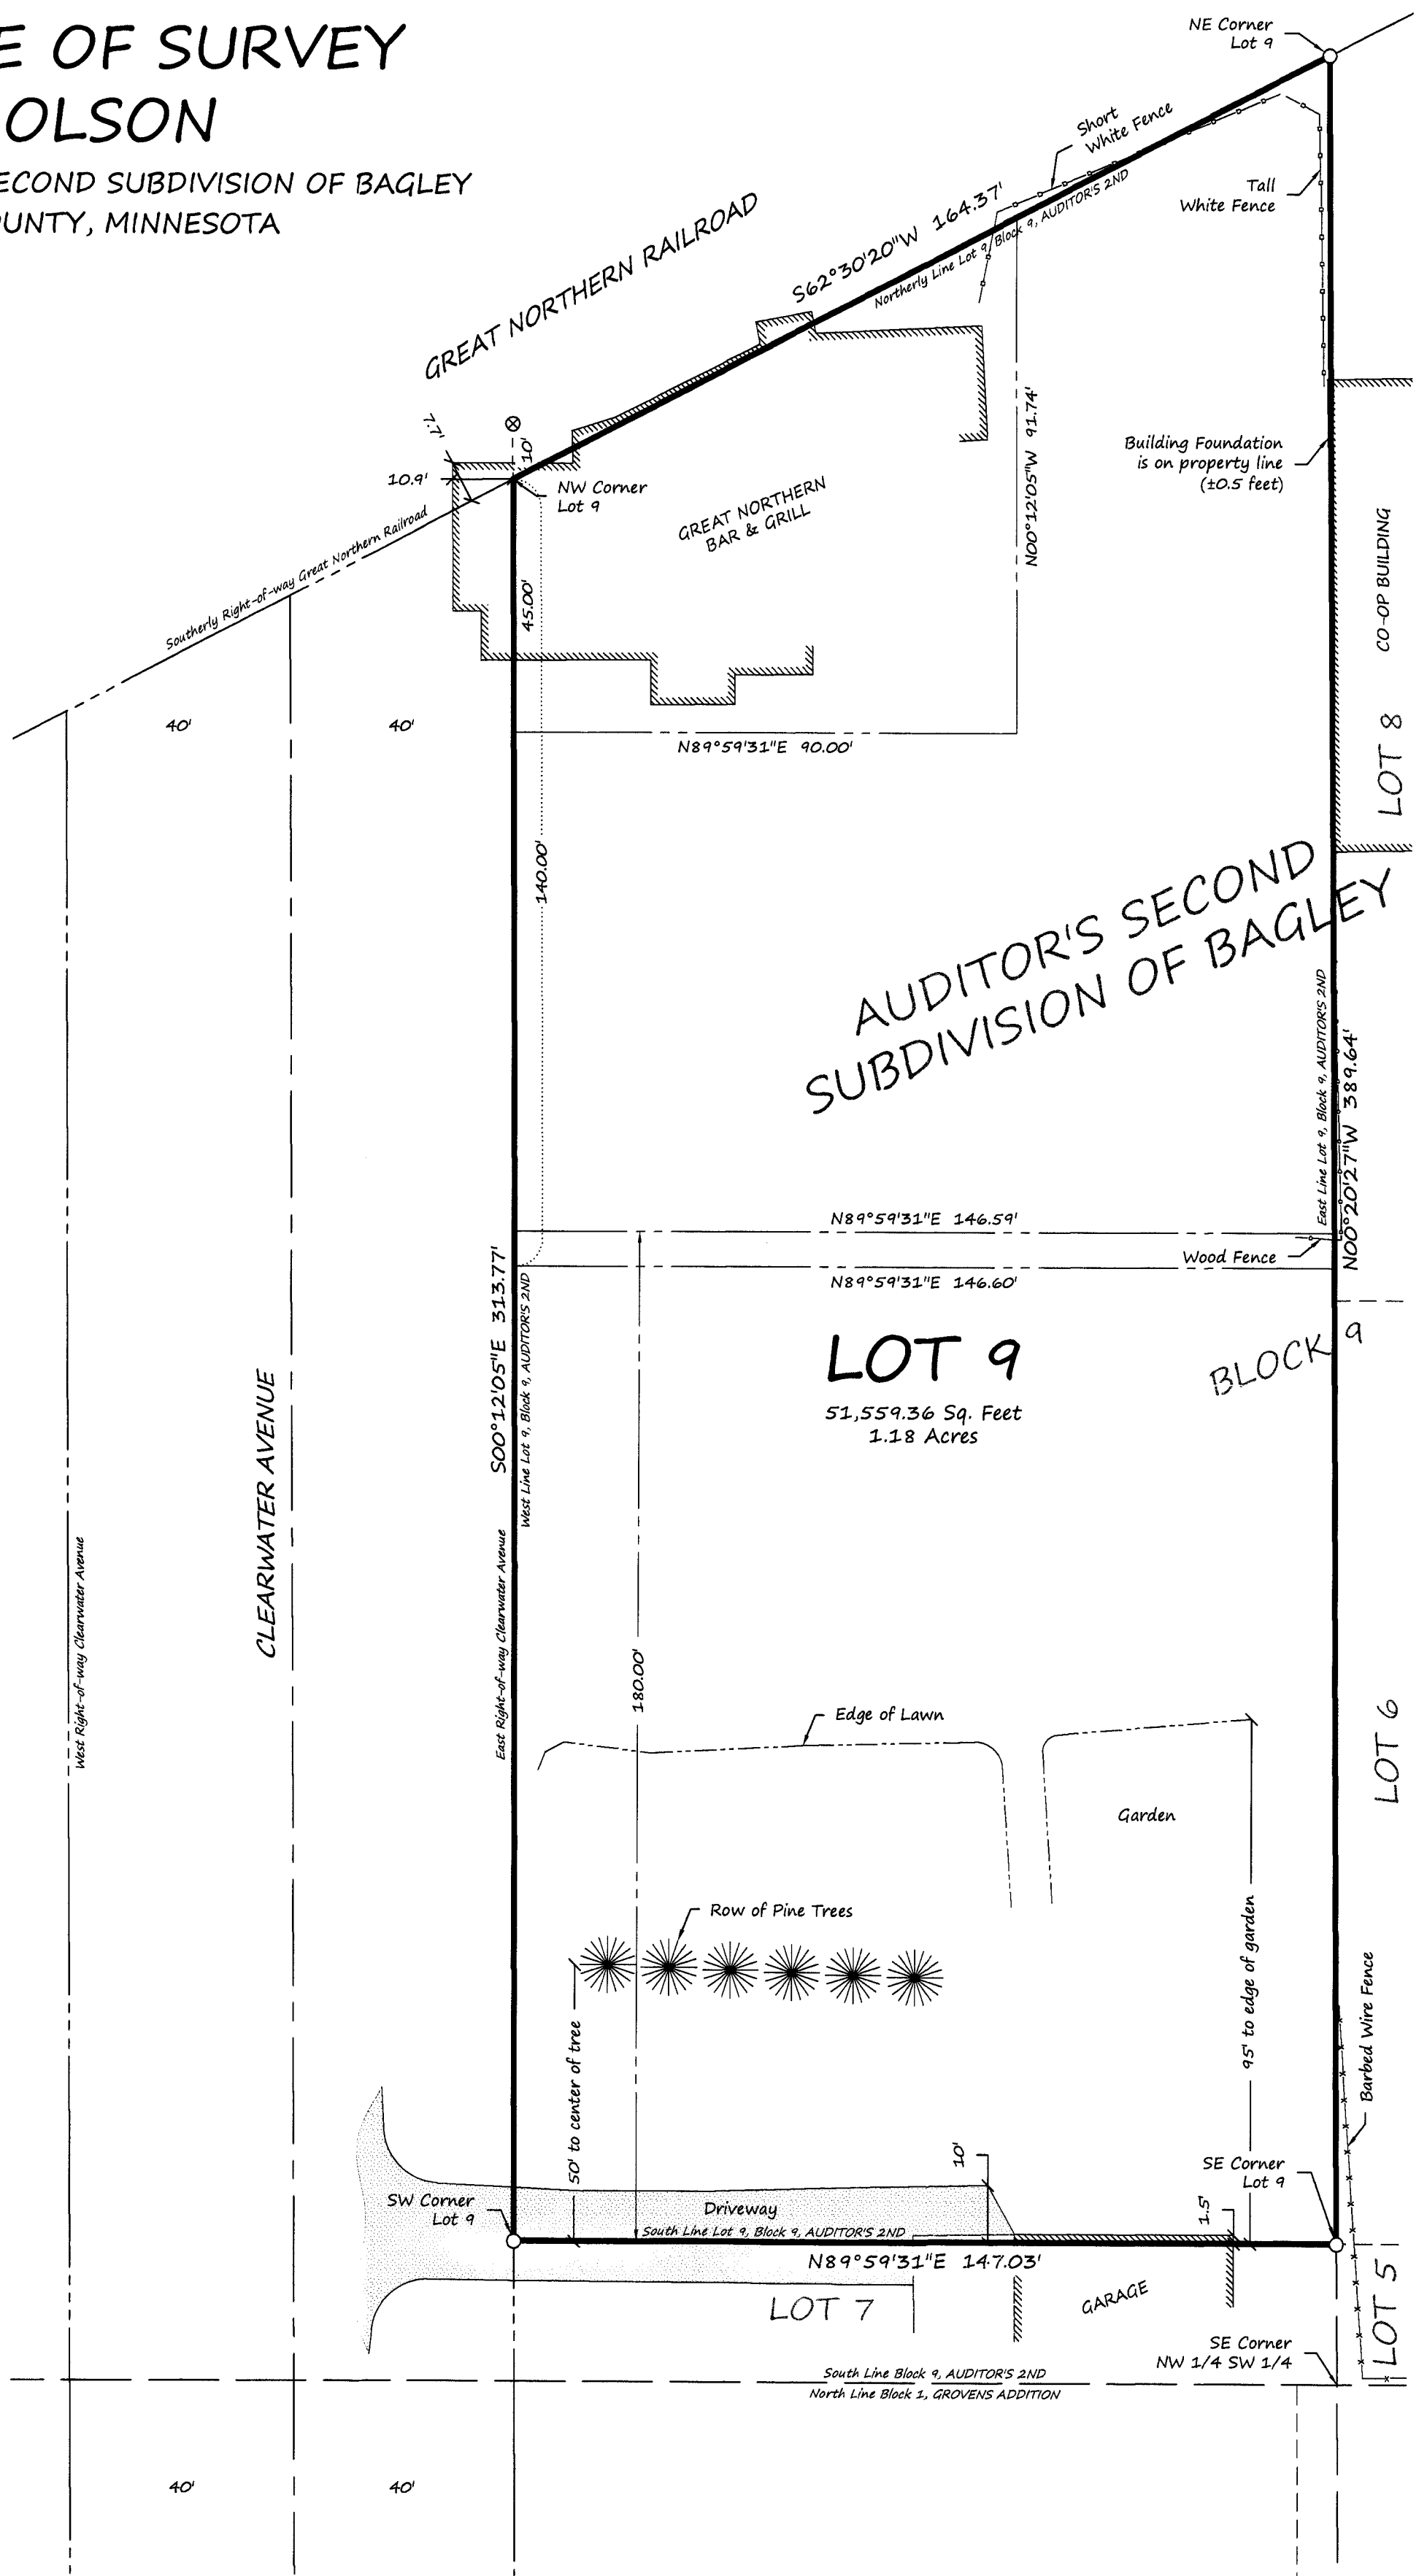 E OF SURVEY
OLSON
ECOND SUBDIVISION OF BAGLEY
OUNTY, MINNESOTA
NE Corner
Lot 9
Short
White Fence
Tall
White Fence
GREAT NORTHERN RAILROAD
S62°30'20"W 164.37'
Northerly Line Lot 9, Block 9, AUDITOR'S 2ND
7.7'
10'
10.9'
NW Corner
Lot 9
GREAT NORTHERN
BAR & GRILL
N00°12'05"W 91.74'
Building Foundation
is on property line
(±0.5 feet)
CO-OP BUILDING
LOT 8
Southerly Right-of-way Great Northern Railroad
45.00'
40'
40'
N89°59'31"E 90.00'
140.00'
AUDITOR'S SECOND
SUBDIVISION OF BAGLEY
East Line Lot 9, Block 9, AUDITOR'S 2ND
N00°20'27"W 389.64'
N89°59'31"E 146.59'
Wood Fence
N89°59'31"E 146.60'
S00°12'05"E 313.77'
West Line Lot 9, Block 9, AUDITOR'S 2ND
LOT 9
51,559.36 Sq. Feet
1.18 Acres
BLOCK 9
CLEARWATER AVENUE
West Right-of-way Clearwater Avenue
East Right-of-way Clearwater Avenue
180.00'
Edge of Lawn
Garden
LOT 6
Row of Pine Trees
50' to center of tree
95' to edge of garden
Barbed Wire Fence
SW Corner
Lot 9
Driveway
10'
1.5'
SE Corner
Lot 9
South Line Lot 9, Block 9, AUDITOR'S 2ND
N89°59'31"E 147.03'
LOT 7
GARAGE
LOT 5
SE Corner
NW 1/4 SW 1/4
South Line Block 9, AUDITOR'S 2ND
North Line Block 1, GROVENS ADDITION
40'
40'